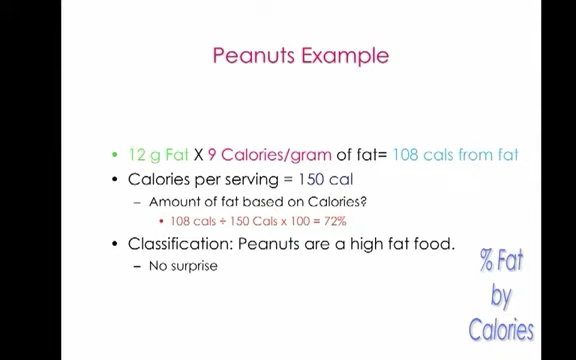 Peanuts Example
• 12 g Fat X 9 Calories/gram of fat= 108 cals from fat
• Calories per serving = 150 cal
– Amount of fat based on Calories?
• 108 cals ÷ 150 Cals x 100 = 72%
• Classification: Peanuts are a high fat food.
– No surprise
% Fat
by
Calories